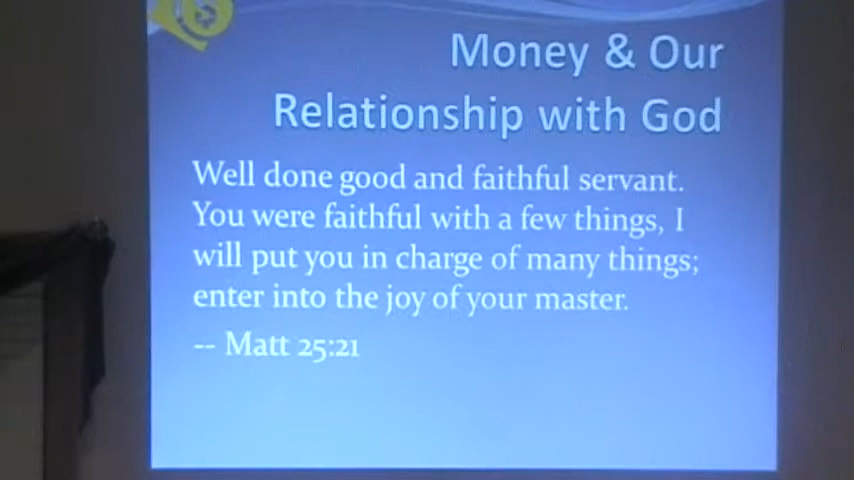 Money & Our
Relationship with God
Well done good and faithful servant.
You were faithful with a few things, I
will put you in charge of many things;
enter into the joy of your master.
-- Matt 25:21